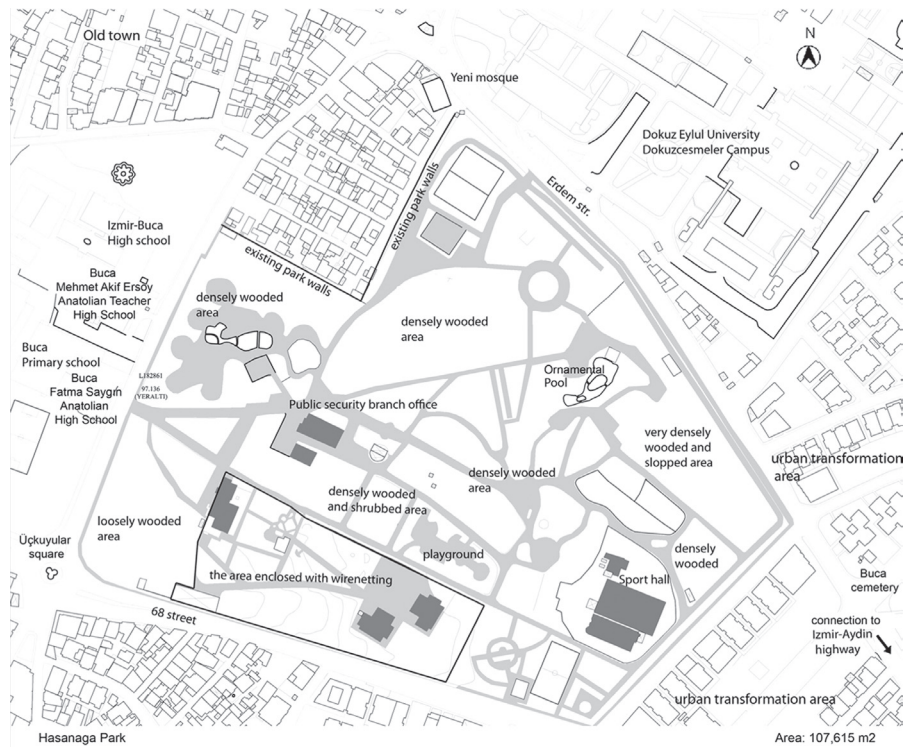 Old town
N
Yeni mosque
Dokuz Eylul University
Dokuzcesmeler Campus
Erdem str.
existing park walls
existing park walls
Izmir-Buca
High school
Buca
Mehmet Akif Ersoy
Anatolian Teacher
High School
densely wooded
area
densely wooded
area
Buca
Primary school
Buca
Fatma Saygın
Anatolian
High School
L182861
97.136
(YERALTI)
Ornamental
Pool
Public security branch office
very densely
wooded and
slopped area
urban transformation
area
densely wooded
area
densely wooded
and shrubbed area
loosely wooded
area
Üçkuyular
square
playground
densely
wooded
the area enclosed with wirenetting
Sport hall
Buca
cemetery
68 street
connection to
Izmir-Aydin
highway
urban transformation area
Hasanaga Park
Area: 107,615 m2